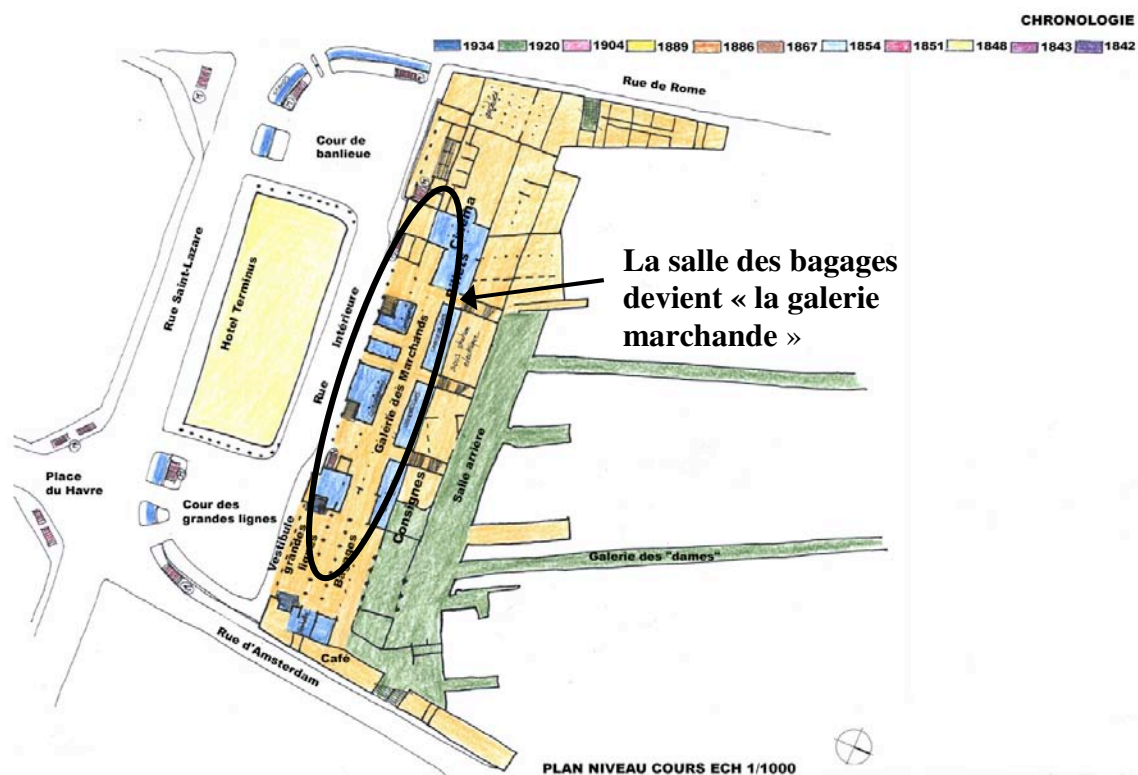 CHRONOLOGIE
1934 1920 1904 1889 1886 1867 1854 1851 1848 1843 1842
Rue de Rome
Cour de
banlieue
Rue Saint-Lazare
Hotel Terminus
Rue Intérieure
Cinéma
Billets
Galerie des Marchands
La salle des bagages
devient « la galerie
marchande »
Salle arrière
Consignes
Place
du Havre
Cour des
grandes lignes
Vestibule
grandes
lignes
Bagages
Galerie des "dames"
Rue d'Amsterdam
Café
PLAN NIVEAU COURS ECH 1/1000